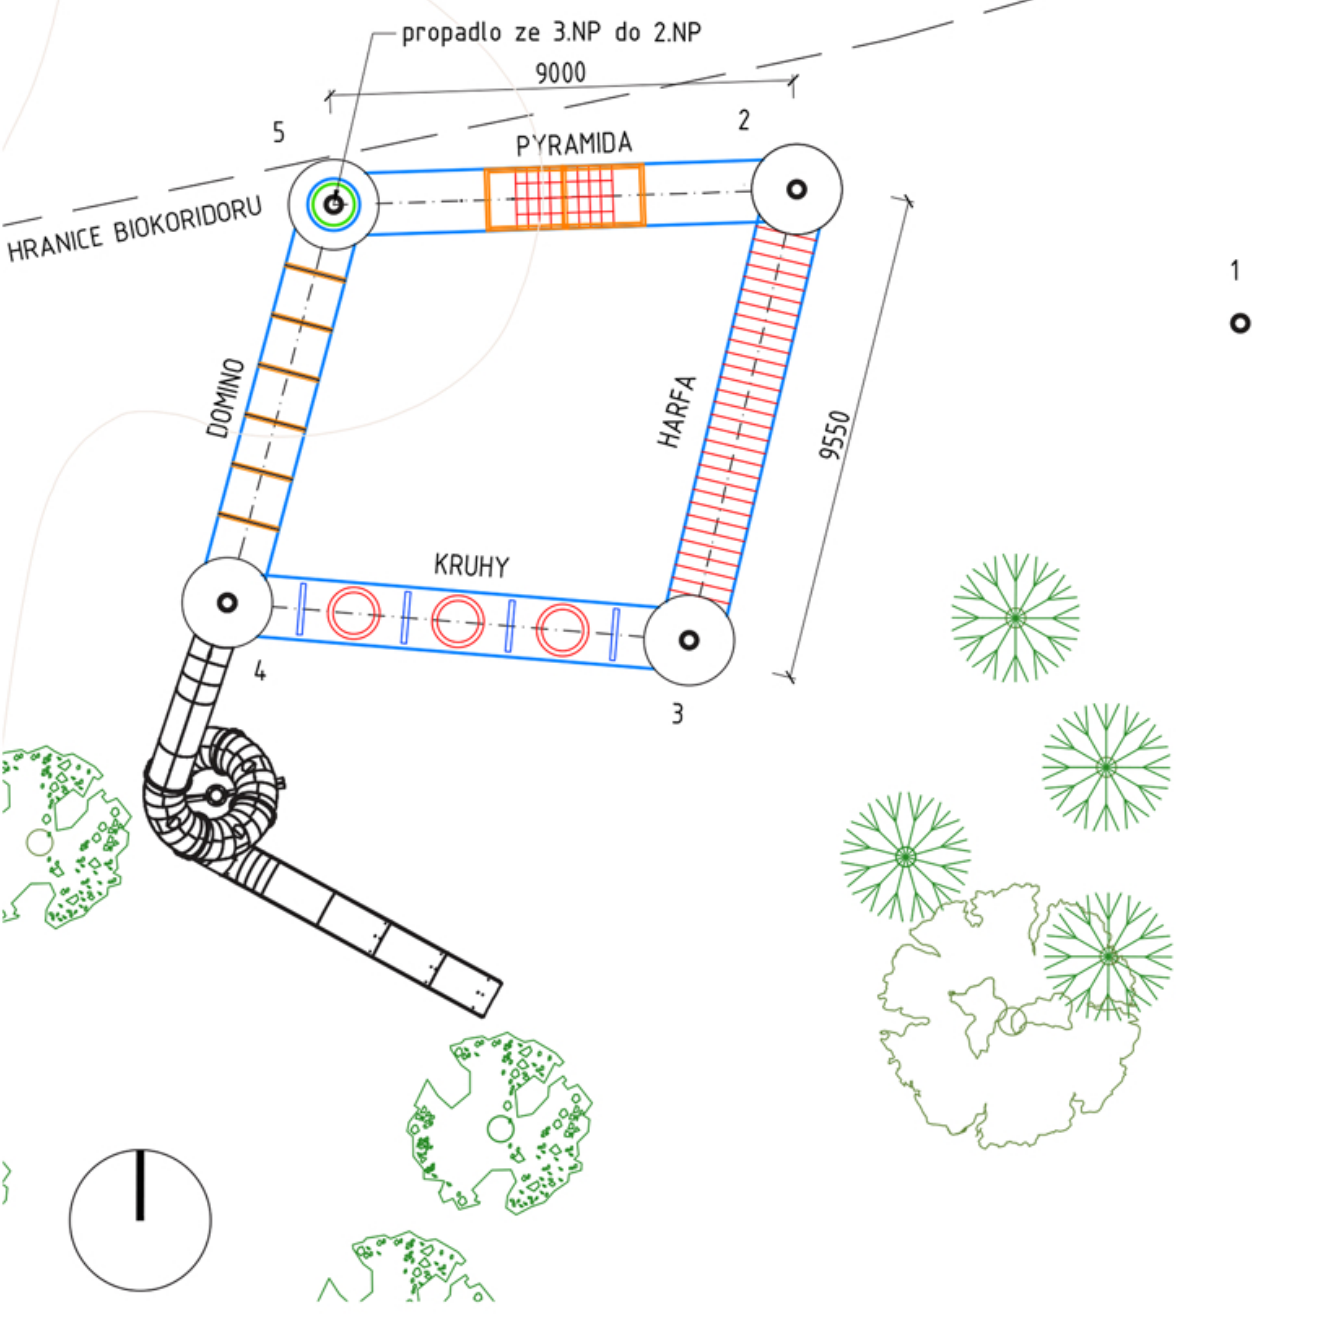 propadlo ze 3.NP do 2.NP
9000
5
2
PYRAMIDA
HRANICE BIOKORIDORU
1
DOMINO
HARFA
9550
KRUHY
4
3